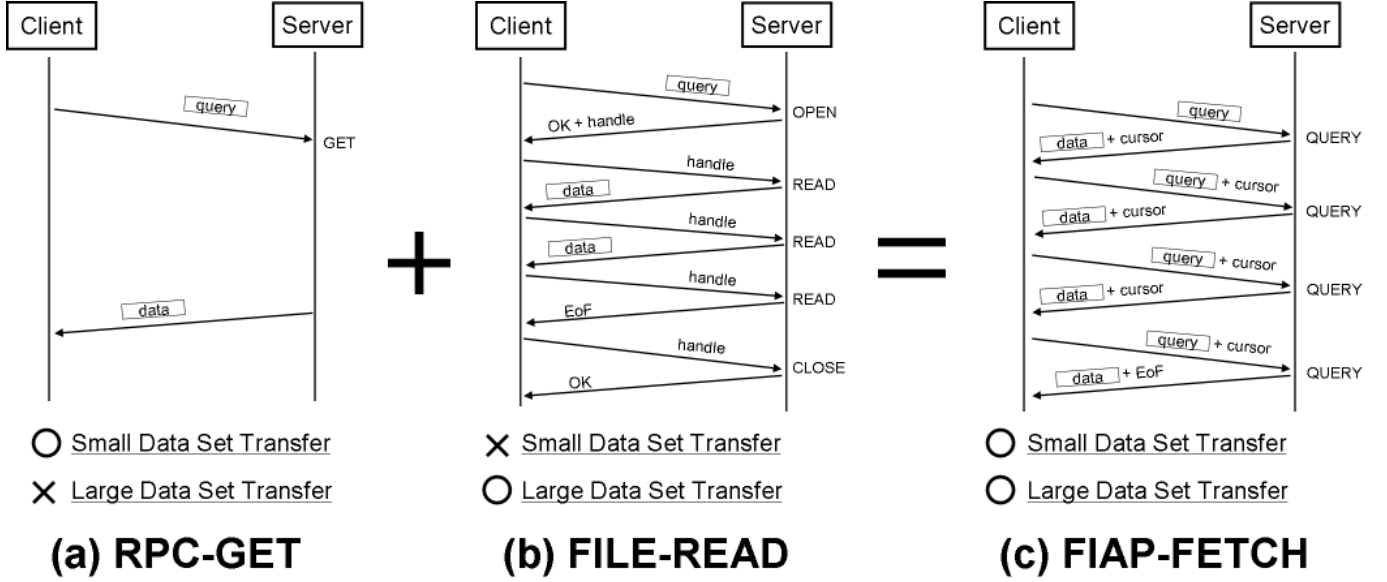 Client
Server
query
GET
data
○ Small Data Set Transfer
× Large Data Set Transfer
(a) RPC-GET
+
Client
Server
query
OPEN
OK + handle
handle
READ
data
handle
READ
data
handle
READ
EoF
handle
CLOSE
OK
× Small Data Set Transfer
○ Large Data Set Transfer
(b) FILE-READ
=
Client
Server
query
QUERY
data + cursor
query + cursor
QUERY
data + cursor
query + cursor
QUERY
data + cursor
query + cursor
QUERY
data + EoF
○ Small Data Set Transfer
○ Large Data Set Transfer
(c) FIAP-FETCH